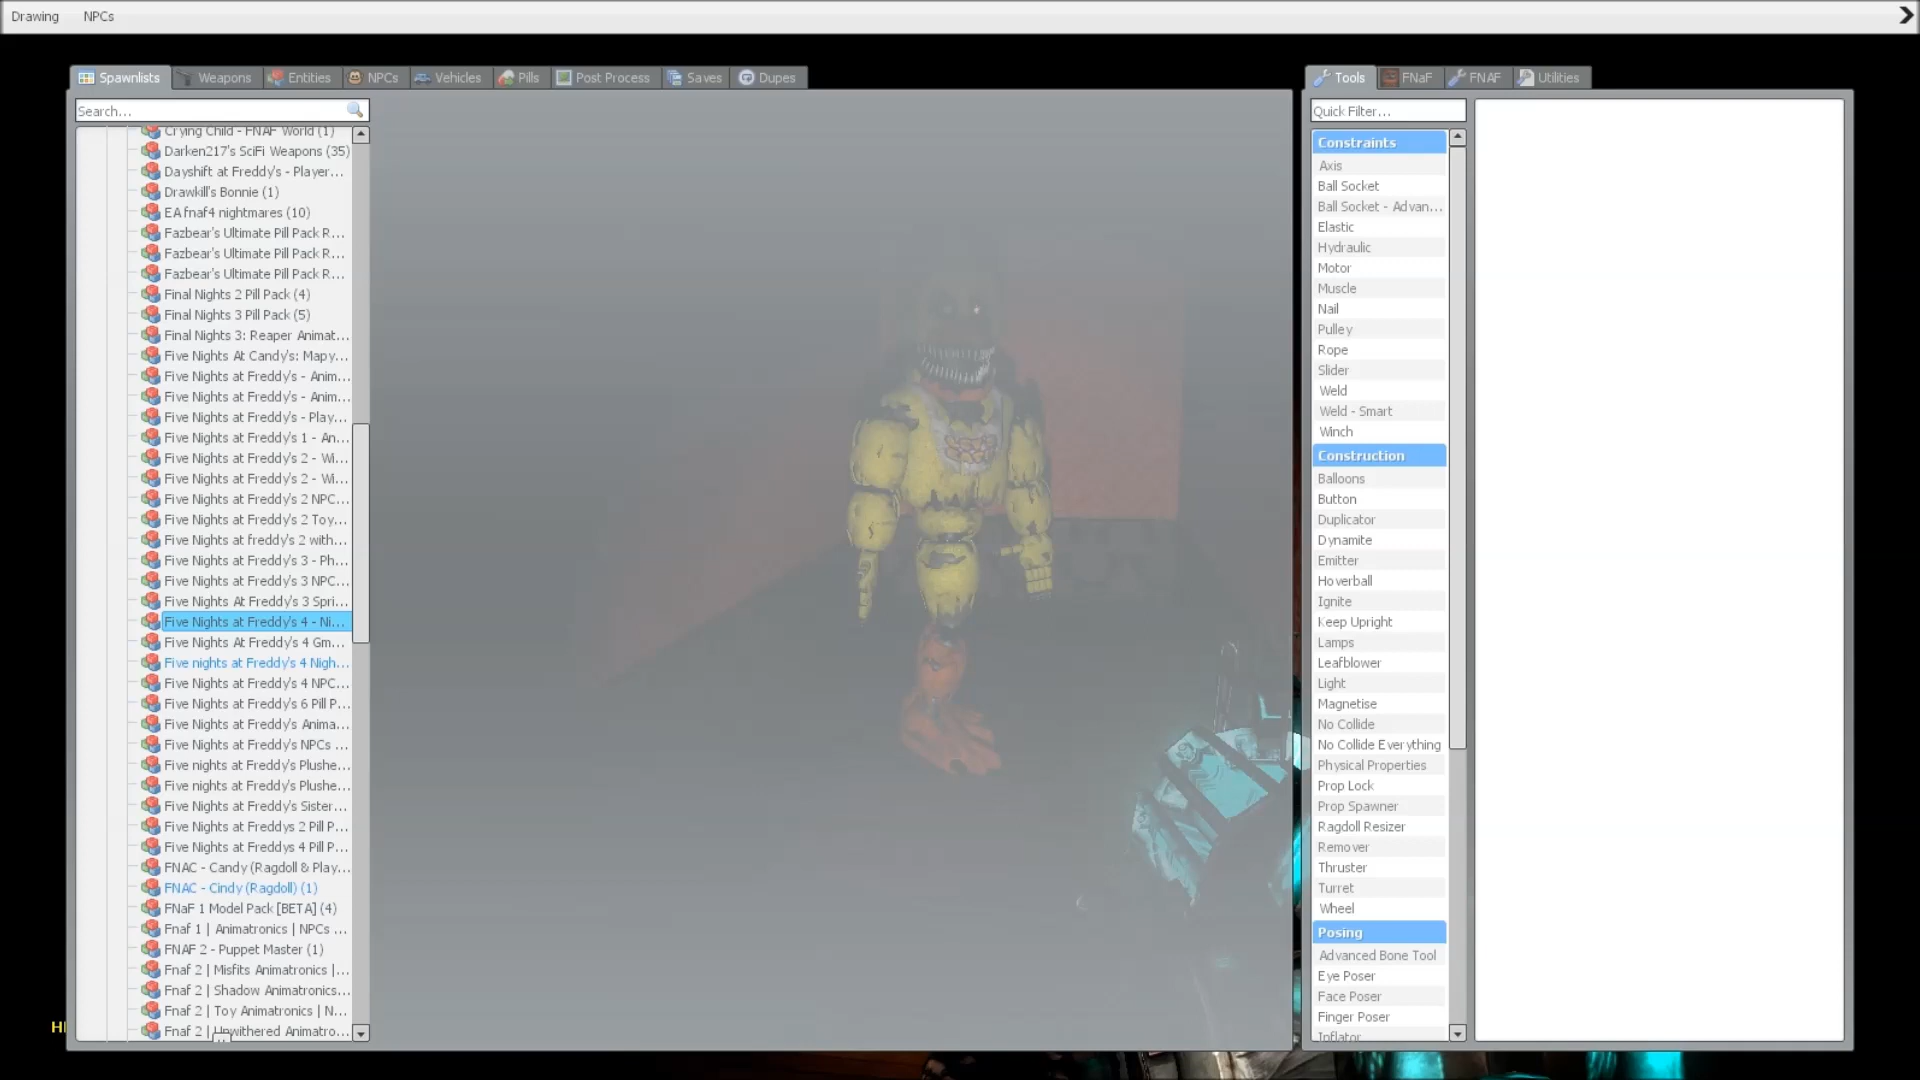 Drawing NPCs
Spawnlists Weapons Entities NPCs Vehicles Pills Post Process Saves Dupes
Tools FNaF FNAF Utilities
Search...
Crying Child - FNAF World (1)
Darken217's SciFi Weapons (35)
Dayshift at Freddy's - Player...
Drawkill's Bonnie (1)
EA fnaf4 nightmares (10)
Fazbear's Ultimate Pill Pack R...
Fazbear's Ultimate Pill Pack R...
Fazbear's Ultimate Pill Pack R...
Final Nights 2 Pill Pack (4)
Final Nights 3 Pill Pack (5)
Final Nights 3: Reaper Animat...
Five Nights At Candy's: Mapy...
Five Nights at Freddy's - Anim...
Five Nights at Freddy's - Anim...
Five Nights at Freddy's - Play...
Five Nights at Freddy's 1 - An...
Five Nights at Freddy's 2 - Wi...
Five Nights at Freddy's 2 - Wi...
Five Nights at Freddy's 2 NPC...
Five Nights at Freddy's 2 Toy...
Five Nights at freddy's 2 with...
Five Nights at Freddy's 3 - Ph...
Five Nights at Freddy's 3 NPC...
Five Nights At Freddy's 3 Spri...
Five Nights at Freddy's 4 - Ni...
Five Nights At Freddy's 4 Gm...
Five nights at Freddy's 4 Nigh...
Five Nights at Freddy's 4 NPC...
Five Nights at Freddy's 6 Pill P...
Five Nights at Freddy's Anima...
Five Nights at Freddy's NPCs ...
Five nights at Freddy's Plushe...
Five nights at Freddy's Plushe...
Five Nights at Freddy's Sister...
Five Nights at Freddys 2 Pill P...
Five Nights at Freddys 4 Pill P...
FNAC - Candy (Ragdoll & Play...
FNAC - Cindy (Ragdoll) (1)
FNaF 1 Model Pack [BETA] (4)
Fnaf 1 | Animatronics | NPCs ...
FNAF 2 - Puppet Master (1)
Fnaf 2 | Misfits Animatronics |...
Fnaf 2 | Shadow Animatronics...
Fnaf 2 | Toy Animatronics | N...
Fnaf 2 | Unwithered Animatro...
Quick Filter...
Constraints
Axis
Ball Socket
Ball Socket - Advan...
Elastic
Hydraulic
Motor
Muscle
Nail
Pulley
Rope
Slider
Weld
Weld - Smart
Winch
Construction
Balloons
Button
Duplicator
Dynamite
Emitter
Hoverball
Ignite
Keep Upright
Lamps
Leafblower
Light
Magnetise
No Collide
No Collide Everything
Physical Properties
Prop Lock
Prop Spawner
Ragdoll Resizer
Remover
Thruster
Turret
Wheel
Posing
Advanced Bone Tool
Eye Poser
Face Poser
Finger Poser
Inflator